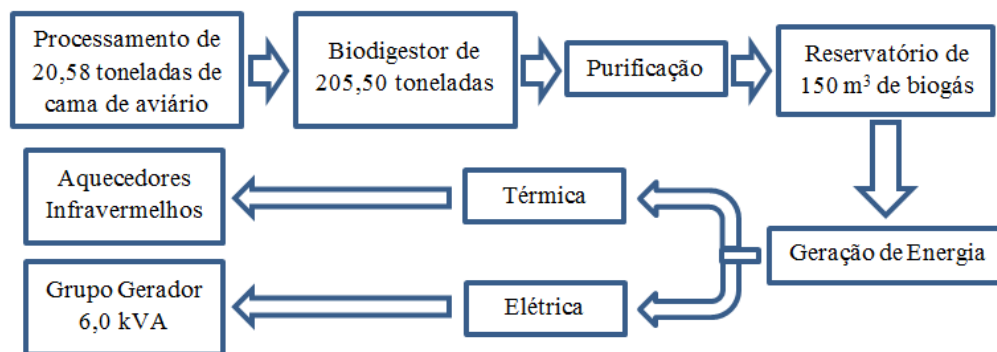 Processamento de
20,58 toneladas de
cama de aviário
Biodigestor de
205,50 toneladas
Purificação
Reservatório de
150 m³ de biogás
Geração de Energia
Térmica
Aquecedores
Infravermelhos
Elétrica
Grupo Gerador
6,0 kVA